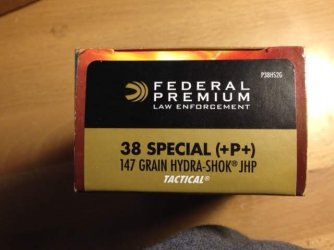 P38HS2G
FEDERAL
PREMIUM
LAW ENFORCEMENT
38 SPECIAL (+P+)
147 GRAIN HYDRA-SHOK® JHP
TACTICAL®